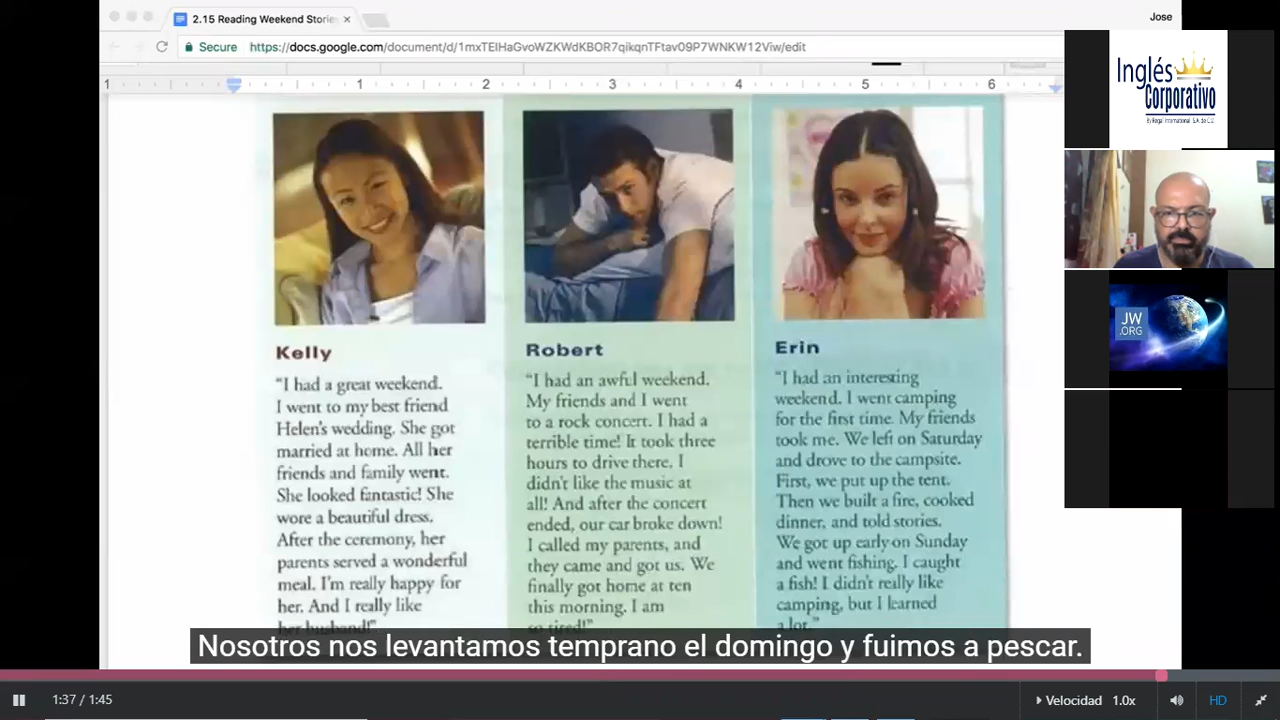 2.15 Reading Weekend Storie
Jose
Secure
https://docs.google.com/document/d/1mxTElHaGvoWZKWdKBOR7qikqnTFtav09P7WNKW12Viw/edit
1 1 2 3 4 5 6
Inglés
Corporativo
By Regal International S.A. de C.V.
JW
.ORG
Kelly
"I had a great weekend.
I went to my best friend
Helen's wedding. She got
married at home. All her
friends and family went.
She looked fantastic! She
wore a beautiful dress.
After the ceremony, her
parents served a wonderful
meal. I'm really happy for
her. And I really like
her husband!"
Robert
"I had an awful weekend.
My friends and I went
to a rock concert. I had a
terrible time! It took three
hours to drive there. I
didn't like the music at
all! And after the concert
ended, our car broke down!
I called my parents, and
they came and got us. We
finally got home at ten
this morning. I am
so tired!"
Erin
"I had an interesting
weekend. I went camping
for the first time. My friends
took me. We left on Saturday
and drove to the campsite.
First, we put up the tent.
Then we built a fire, cooked
dinner, and told stories.
We got up early on Sunday
and went fishing. I caught
a fish! I didn't really like
camping, but I learned
a lot."
Nosotros nos levantamos temprano el domingo y fuimos a pescar.
1:37 / 1:45
Velocidad 1.0x
HD